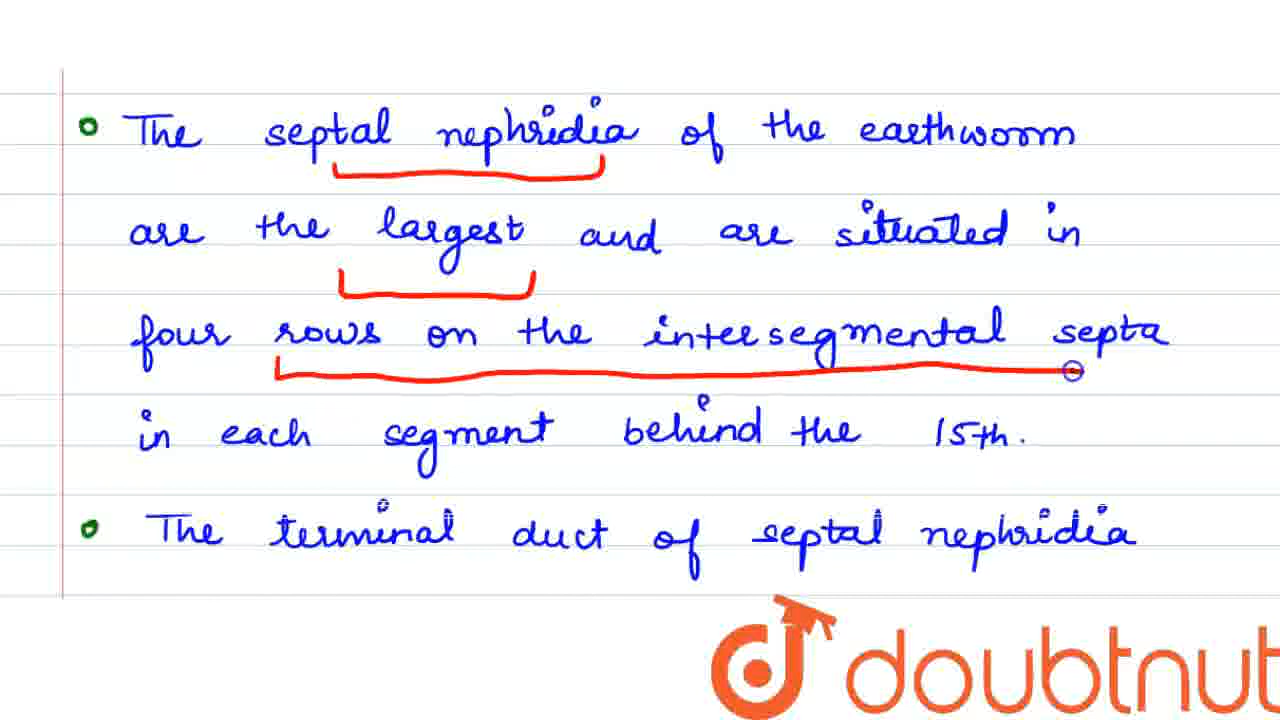 The septal nephridia of the earthworm
are the largest and are situated in
four rows on the intersegmental septa
in each segment behind the 15th.
The terminal duct of septal nephridia
doubtnut